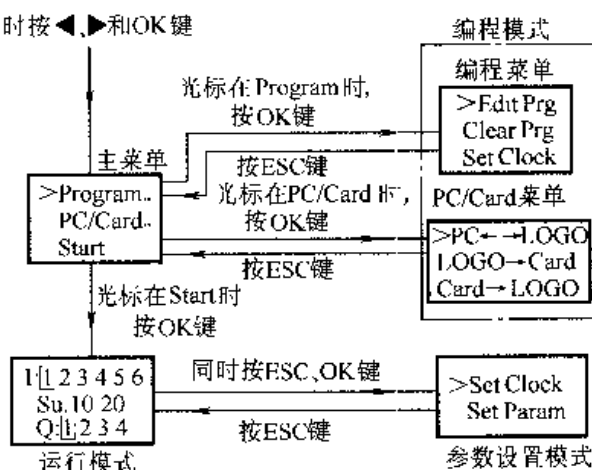 时按◀、▶和OK键
编程模式
编程菜单
光标在Program时,
按OK键
>Edit Prg
Clear Prg
Set Clock
主菜单
按ESC键
>Program..
PC/Card..
Start
光标在PC/Card时,
按OK键
PC/Card菜单
>PC←→LOGO
LOGO→Card
Card→LOGO
按ESC键
光标在Start时
按OK键
I:1 2 3 4 5 6
Su.10 20
Q:1:2 3 4
运行模式
同时按ESC、OK键
按ESC键
>Set Clock
Set Param
参数设置模式